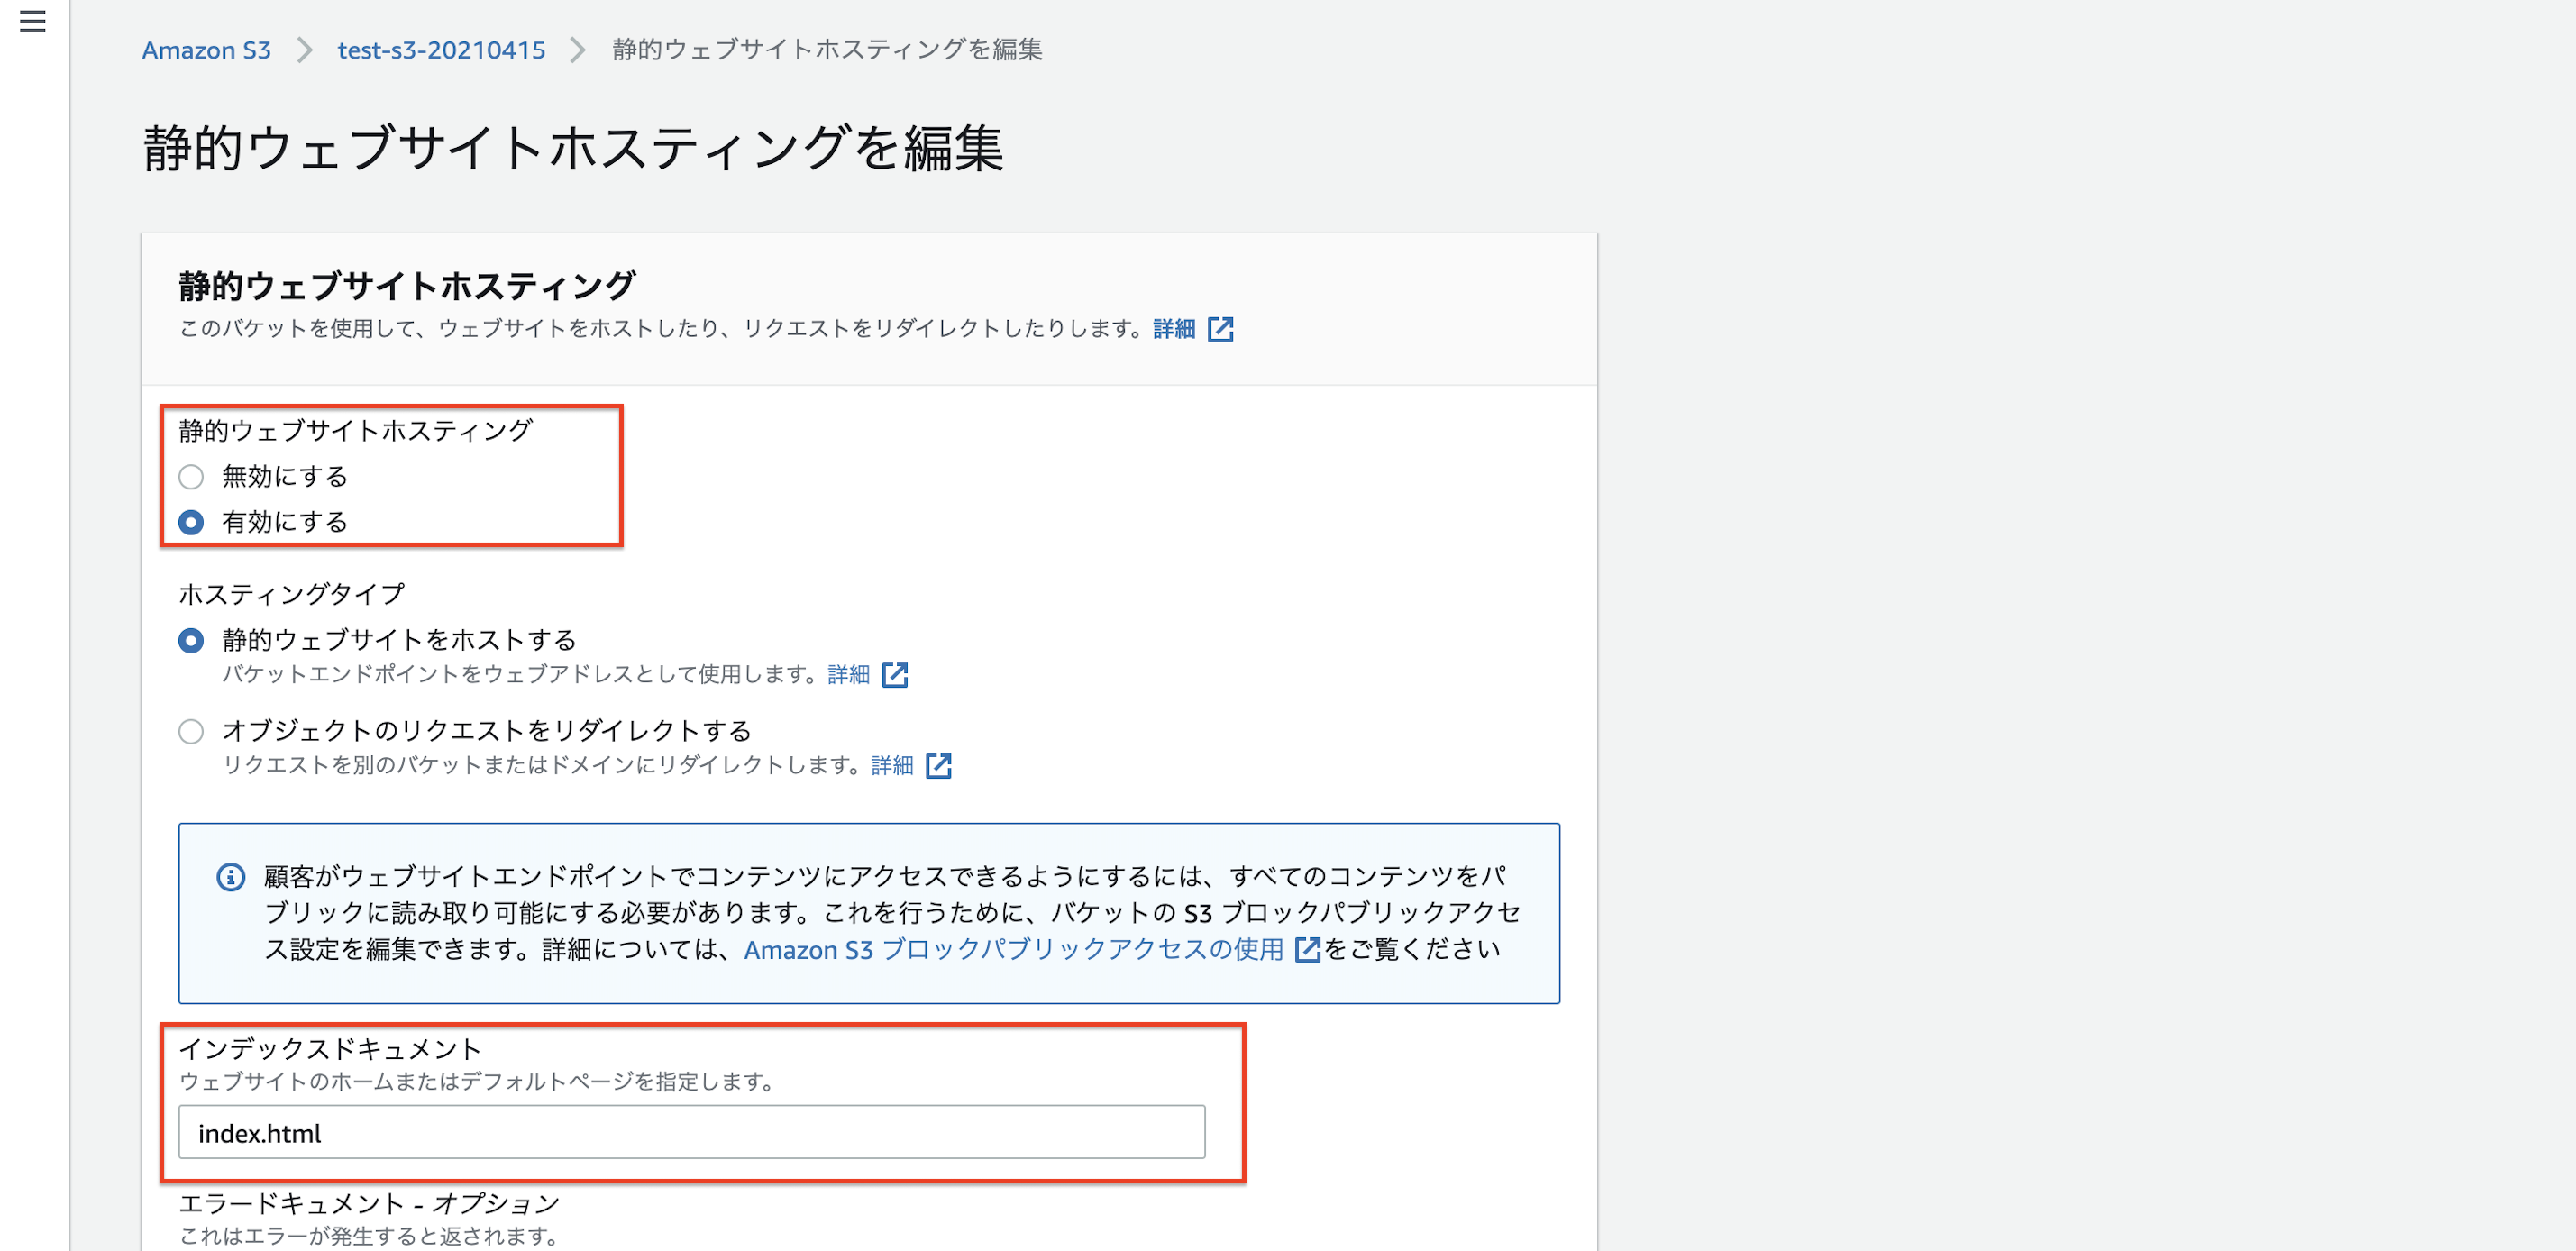 Amazon S3 > test-s3-20210415 > 静的ウェブサイトホスティングを編集
静的ウェブサイトホスティングを編集
静的ウェブサイトホスティング
このバケットを使用して、ウェブサイトをホストしたり、リクエストをリダイレクトしたりします。詳細
静的ウェブサイトホスティング
無効にする
有効にする
ホスティングタイプ
静的ウェブサイトをホストする
バケットエンドポイントをウェブアドレスとして使用します。詳細
オブジェクトのリクエストをリダイレクトする
リクエストを別のバケットまたはドメインにリダイレクトします。詳細
顧客がウェブサイトエンドポイントでコンテンツにアクセスできるようにするには、すべてのコンテンツをパ
ブリックに読み取り可能にする必要があります。これを行うために、バケットの S3 ブロックパブリックアクセ
ス設定を編集できます。詳細については、Amazon S3 ブロックパブリックアクセスの使用 をご覧ください
インデックスドキュメント
ウェブサイトのホームまたはデフォルトページを指定します。
index.html
エラードキュメント - オプション
これはエラーが発生すると返されます。